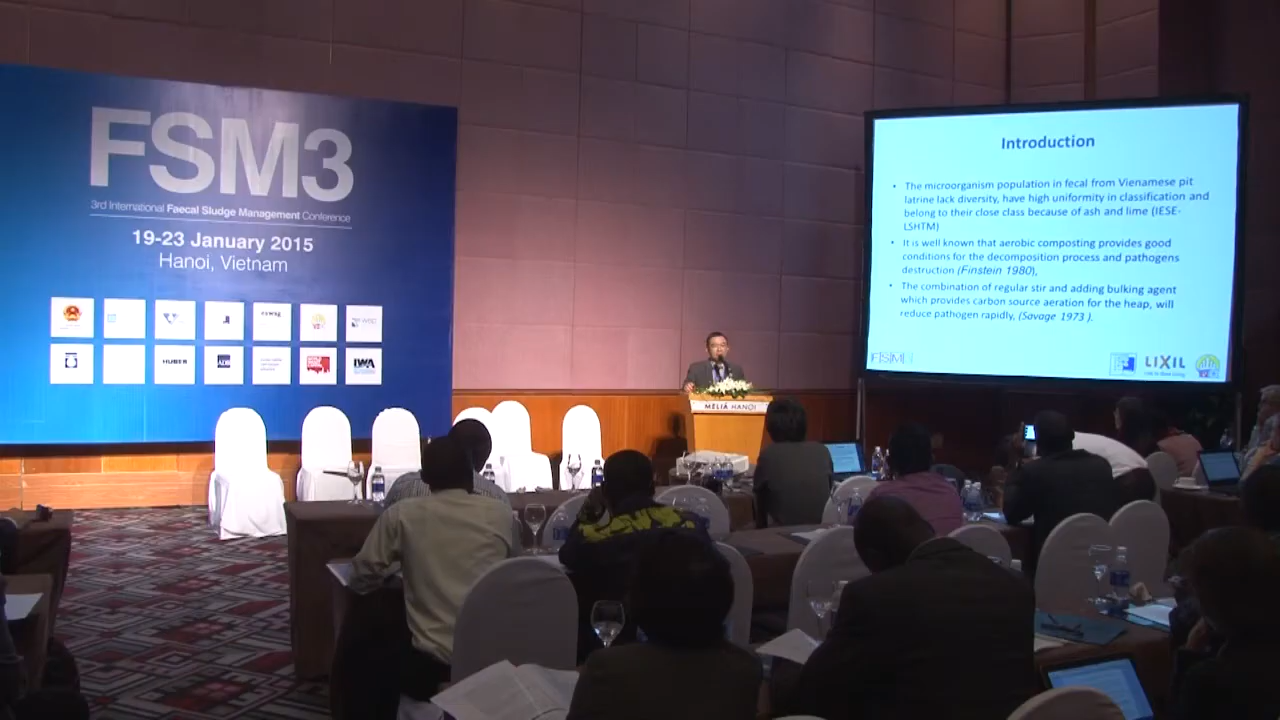 FSM3
3rd International Faecal Sludge Management Conference
19-23 January 2015
Hanoi, Vietnam
HUBER
ADB
IWA
MELIÃ HANOI
Introduction
• The microorganism population in fecal from Vienamese pit
latrine lack diversity, have high uniformity in classification and
belong to their close class because of ash and lime (IESE-
LSHTM)
• It is well known that aerobic composting provides good
conditions for the decomposition process and pathogens
destruction (Finstein 1980),
• The combination of regular stir and adding bulking agent
which provides carbon source aeration for the heap, will
reduce pathogen rapidly, (Savage 1973 ).
FSM
LIXIL